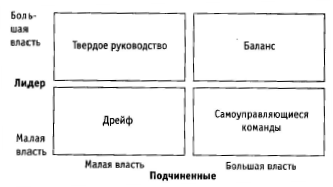 Боль-
шая
власть
Твердое руководство
Баланс
Лидер
Дрейф
Самоуправляющиеся
команды
Малая
власть
Малая власть
Большая власть
Подчиненные